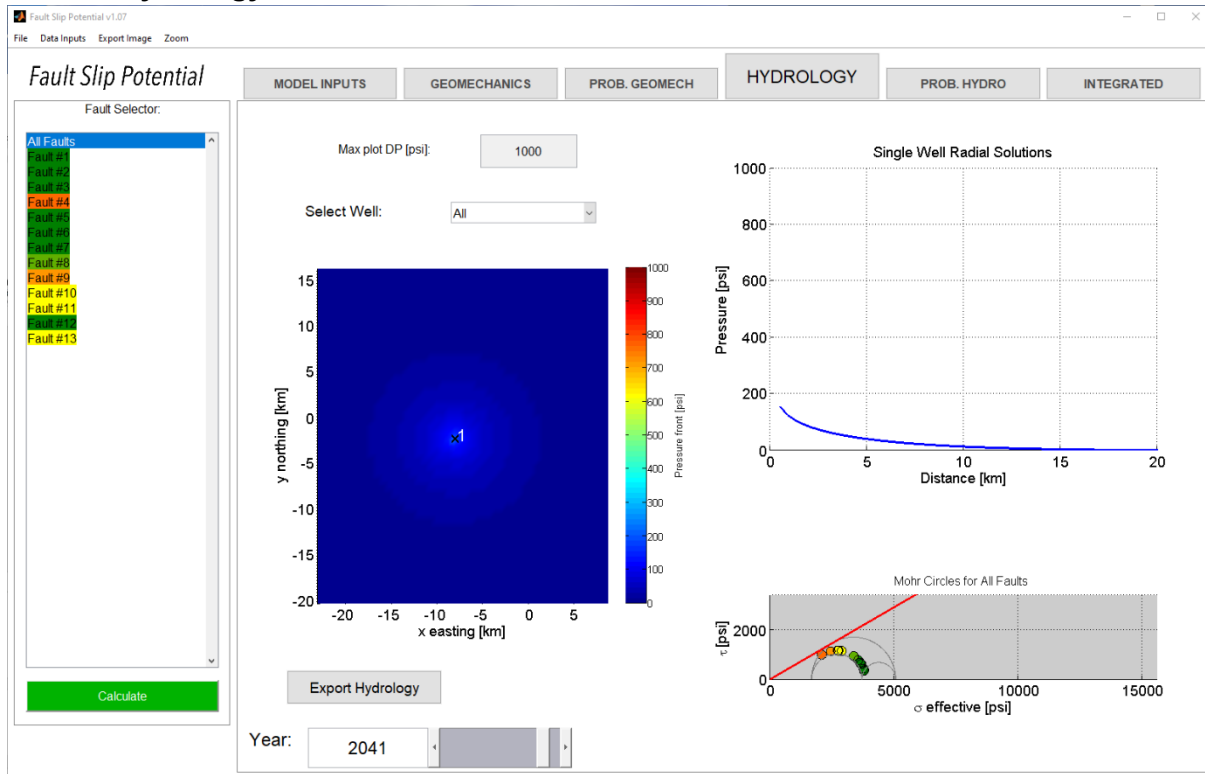 Fault Slip Potential v1.07
File Data Inputs Export Image Zoom
Fault Slip Potential
MODEL INPUTS GEOMECHANICS PROB. GEOMECH HYDROLOGY PROB. HYDRO INTEGRATED
Fault Selector:
All Faults
Fault #1
Fault #2
Fault #3
Fault #4
Fault #5
Fault #6
Fault #7
Fault #8
Fault #9
Fault #10
Fault #11
Fault #12
Fault #13
Calculate
Max plot DP [psi]: 1000
Select Well: All
15
10
5
0
-5
-10
-15
-20
y northing [km]
-20 -15 -10 -5 0 5
x easting [km]
1
1000
900
800
700
600
500
400
300
200
100
0
Pressure front [psi]
Export Hydrology
Year: 2041
Single Well Radial Solutions
1000
800
600
400
200
0
Pressure [psi]
0 5 10 15 20
Distance [km]
Mohr Circles for All Faults
2000
0
τ [psi]
0 5000 10000 15000
σ effective [psi]